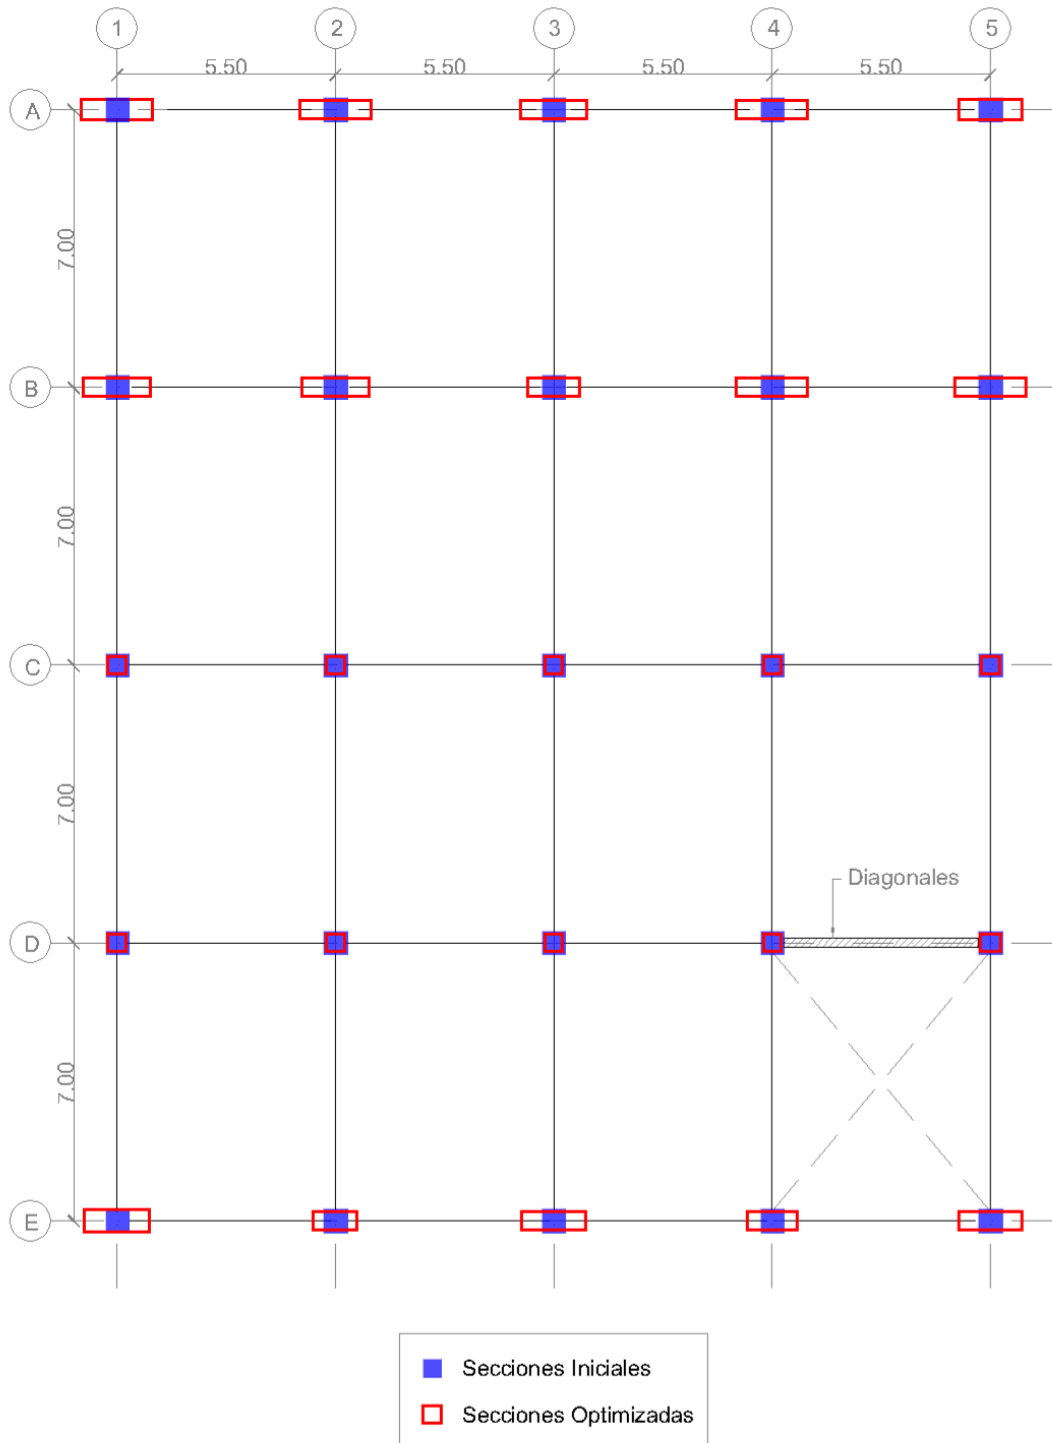 1 2 3 4 5
5.50 5.50 5.50 5.50
A
7.00
B
7.00
C
7.00
Diagonales
D
7.00
E
Secciones Iniciales
Secciones Optimizadas